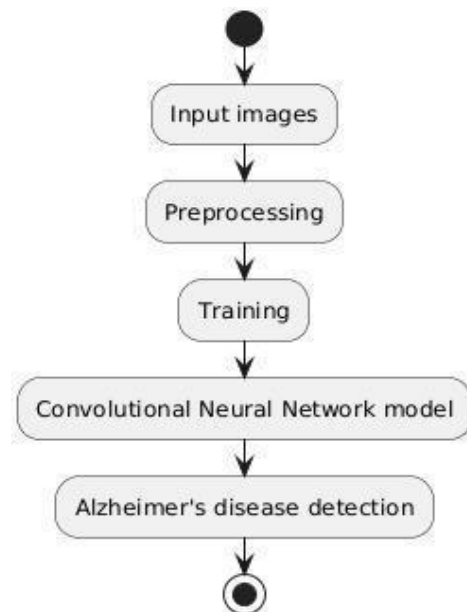 Input images
Preprocessing
Training
Convolutional Neural Network model
Alzheimer's disease detection